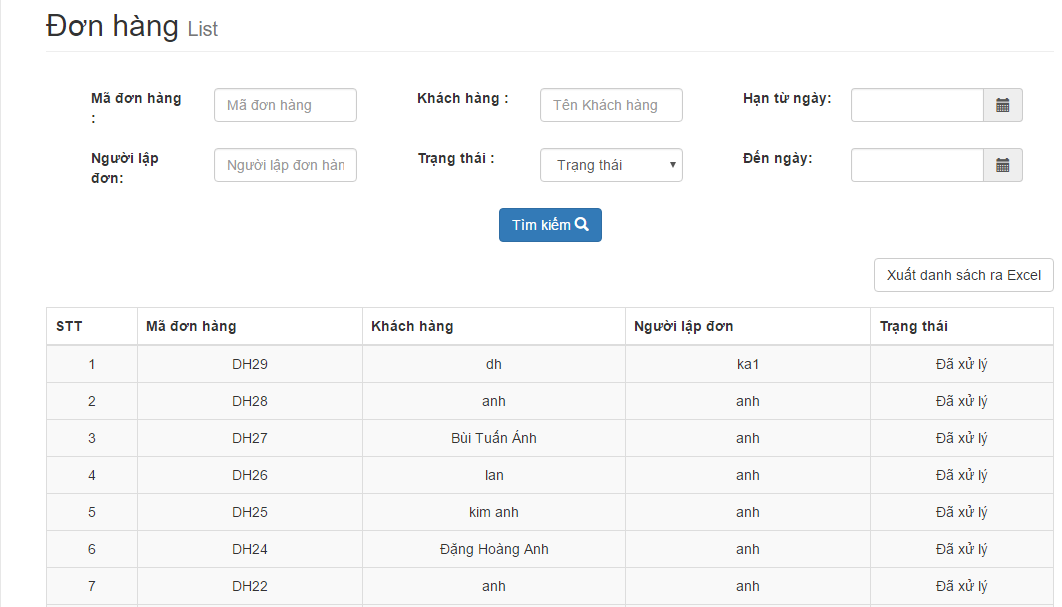 Đơn hàng List
Mã đơn hàng
:
Mã đơn hàng
Khách hàng :
Tên Khách hàng
Hạn từ ngày:
Người lập
đơn:
Người lập đơn hàn
Trạng thái :
Trạng thái
Đến ngày:
Tìm kiếm
Xuất danh sách ra Excel
STT Mã đơn hàng Khách hàng Người lập đơn Trạng thái
1 DH29 dh ka1 Đã xử lý
2 DH28 anh anh Đã xử lý
3 DH27 Bùi Tuấn Ánh anh Đã xử lý
4 DH26 lan anh Đã xử lý
5 DH25 kim anh anh Đã xử lý
6 DH24 Đặng Hoàng Anh anh Đã xử lý
7 DH22 anh anh Đã xử lý